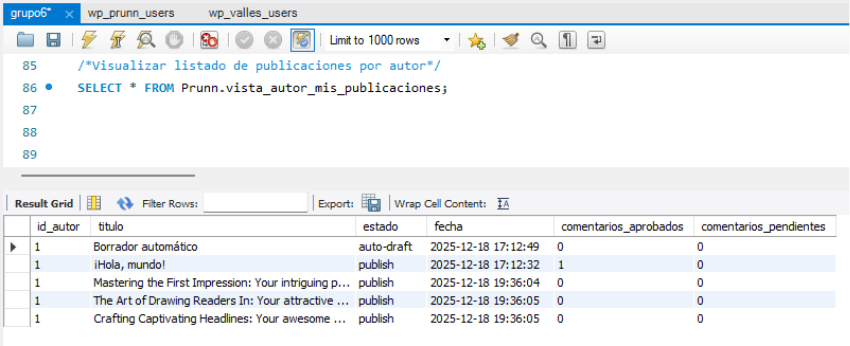 grupo6* × wp_prunn_users wp_valles_users
Limit to 1000 rows
85 /*Visualizar listado de publicaciones por autor*/
86 SELECT * FROM Prunn.vista_autor_mis_publicaciones;
87
88
89
Result Grid Filter Rows: Export: Wrap Cell Content:
id_autor titulo estado fecha comentarios_aprobados comentarios_pendientes
1 Borrador automático auto-draft 2025-12-18 17:12:49 0 0
1 ¡Hola, mundo! publish 2025-12-18 17:12:32 1 0
1 Mastering the First Impression: Your intriguing p... publish 2025-12-18 19:36:04 0 0
1 The Art of Drawing Readers In: Your attractive ... publish 2025-12-18 19:36:05 0 0
1 Crafting Captivating Headlines: Your awesome ... publish 2025-12-18 19:36:05 0 0